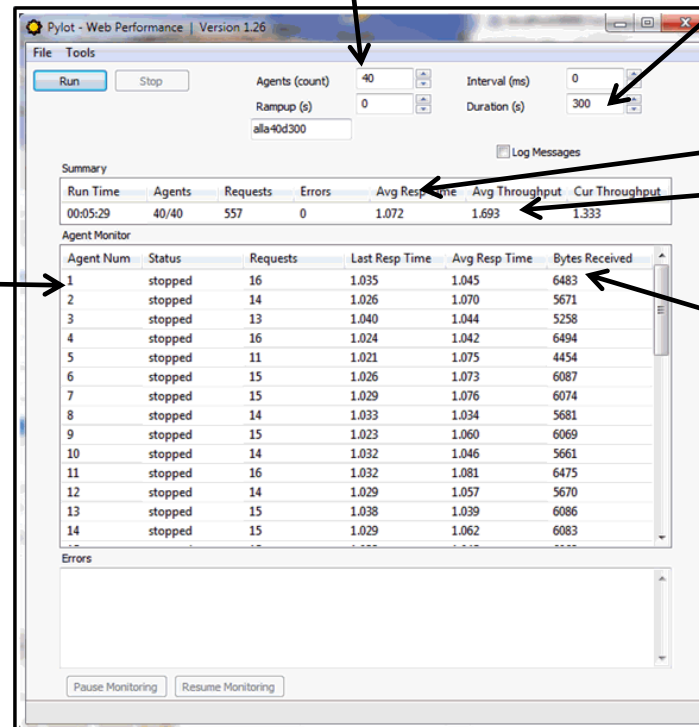 Pylot - Web Performance | Version 1.26
File Tools
Run Stop Agents (count) 40 Interval (ms) 0
Rampup (s) 0 Duration (s) 300
alla40d300
Log Messages
Summary
Run Time Agents Requests Errors Avg Resp Time Avg Throughput Cur Throughput
00:05:29 40/40 557 0 1.072 1.693 1.333
Agent Monitor
Agent Num Status Requests Last Resp Time Avg Resp Time Bytes Received
1 stopped 16 1.035 1.045 6483
2 stopped 14 1.026 1.070 5671
3 stopped 13 1.040 1.044 5258
4 stopped 16 1.024 1.042 6494
5 stopped 11 1.021 1.075 4454
6 stopped 15 1.026 1.073 6087
7 stopped 15 1.029 1.076 6074
8 stopped 14 1.033 1.034 5681
9 stopped 15 1.023 1.060 6069
10 stopped 14 1.032 1.046 5661
11 stopped 16 1.032 1.081 6475
12 stopped 14 1.029 1.057 5670
13 stopped 15 1.038 1.039 6086
14 stopped 15 1.029 1.062 6083
Errors
Pause Monitoring Resume Monitoring